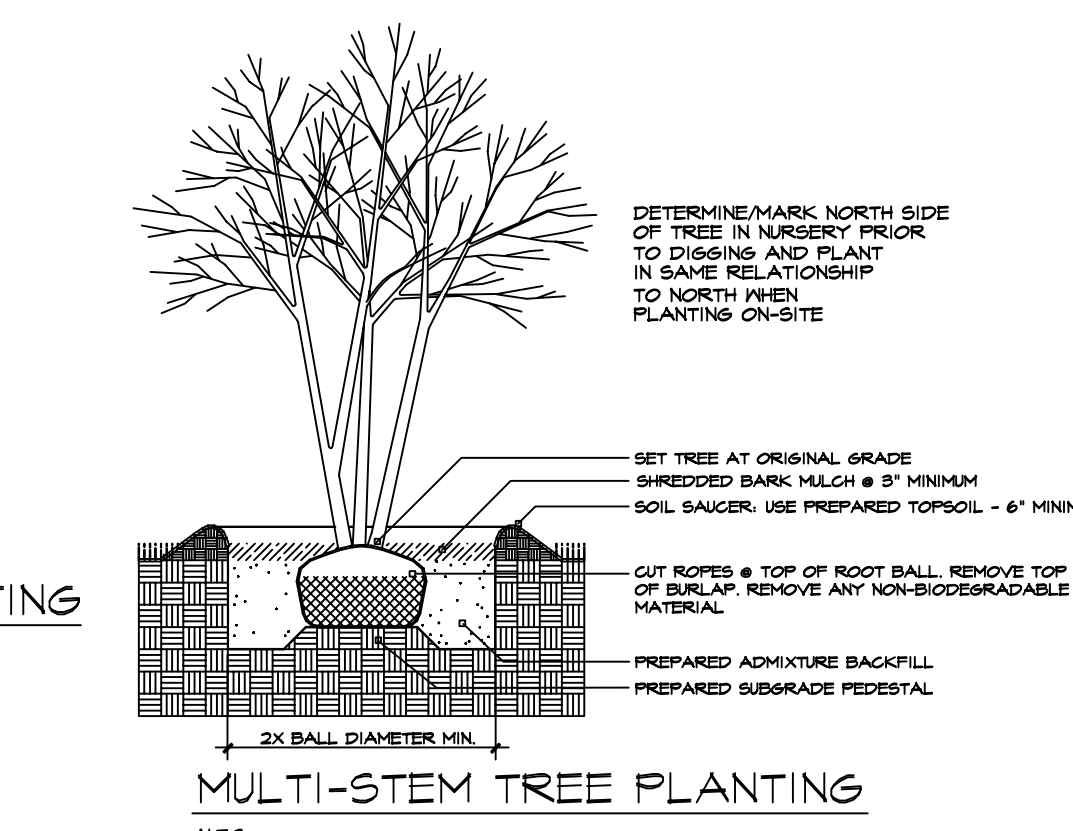 DETERMINE/MARK NORTH SIDE
OF TREE IN NURSERY PRIOR
TO DIGGING AND PLANT
IN SAME RELATIONSHIP
TO NORTH WHEN
PLANTING ON-SITE
SET TREE AT ORIGINAL GRADE
SHREDDED BARK MULCH @ 3" MINIMUM
SOIL SAUCER: USE PREPARED TOPSOIL - 6"
CUT ROPES @ TOP OF ROOT BALL. REMOVE TOP
OF BURLAP. REMOVE ANY NON-BIODEGRADABLE
MATERIAL
PREPARED ADMIXTURE BACKFILL
PREPARED SUBGRADE PEDESTAL
2X BALL DIAMETER MIN.
MULTI-STEM TREE PLANTING